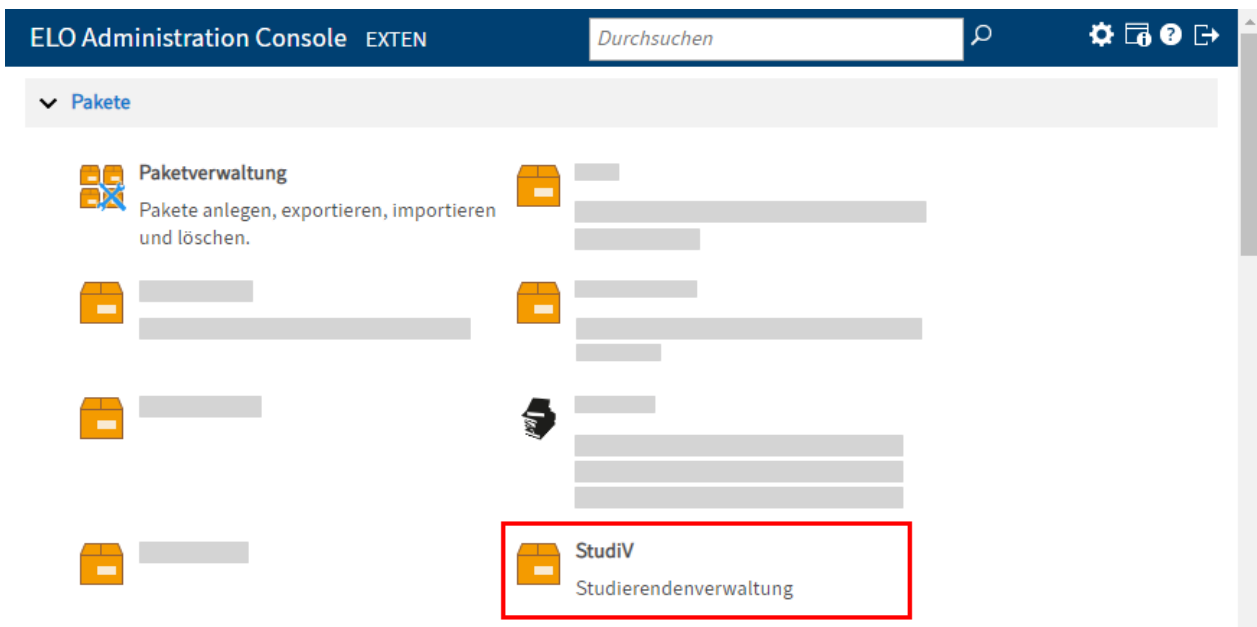 ELO Administration Console EXTEN
Durchsuchen
Pakete
Paketverwaltung
Pakete anlegen, exportieren, importieren
und löschen.
StudiV
Studierendenverwaltung